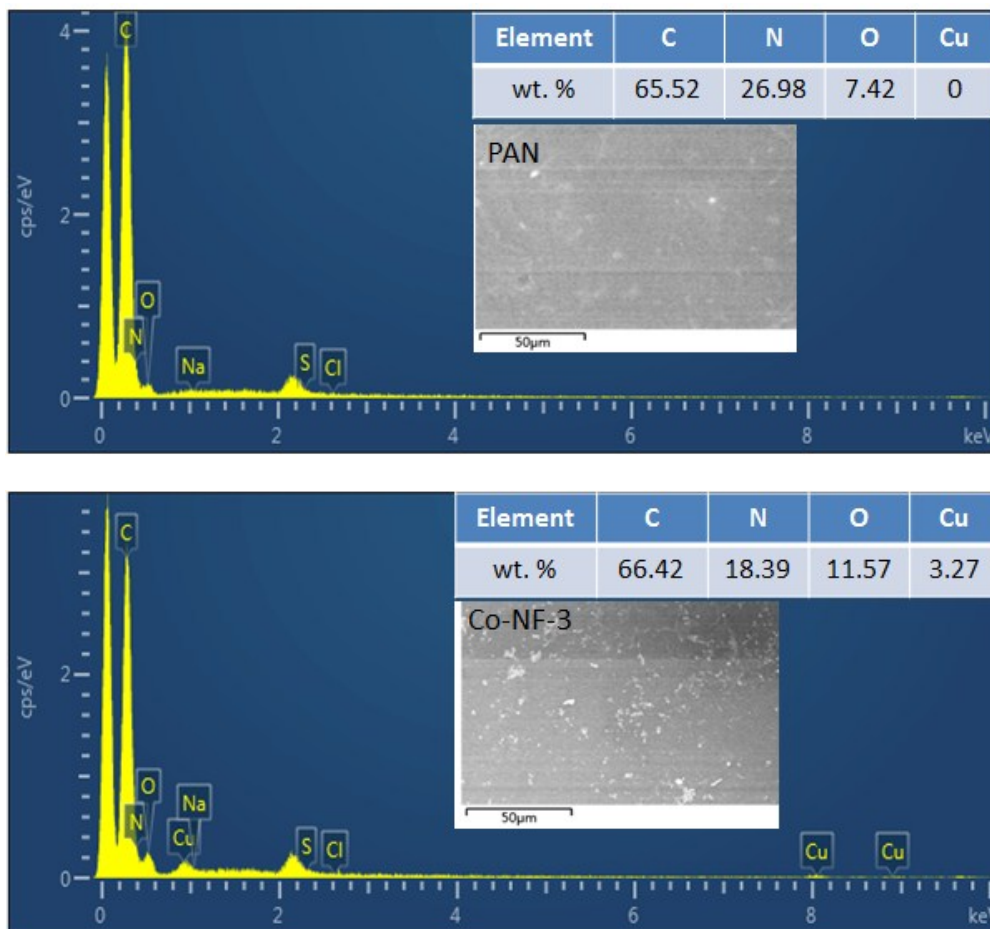 Element C N O Cu
wt. % 65.52 26.98 7.42 0
PAN
50µm
cps/eV
4
2
0
C
N
O
Na
S
Cl
0 2 4 6 8 keV
Element C N O Cu
wt. % 66.42 18.39 11.57 3.27
Co-NF-3
50µm
cps/eV
2
0
C
N
O
Cu
Na
S
Cl
Cu
Cu
0 2 4 6 8 keV